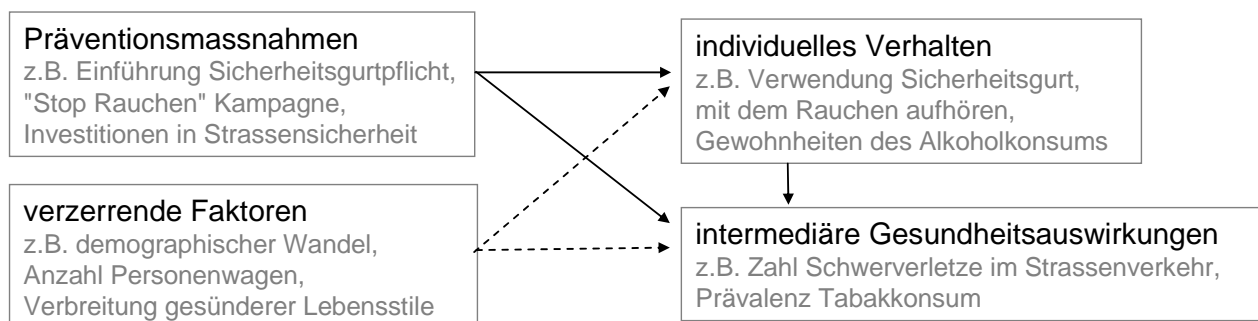 Präventionsmassnahmen
z.B. Einführung Sicherheitsgurtpflicht,
"Stop Rauchen" Kampagne,
Investitionen in Strassensicherheit
individuelles Verhalten
z.B. Verwendung Sicherheitsgurt,
mit dem Rauchen aufhören,
Gewohnheiten des Alkoholkonsums
verzerrende Faktoren
z.B. demographischer Wandel,
Anzahl Personenwagen,
Verbreitung gesünderer Lebensstile
intermediäre Gesundheitsauswirkungen
z.B. Zahl Schwerverletze im Strassenverkehr,
Prävalenz Tabakkonsum